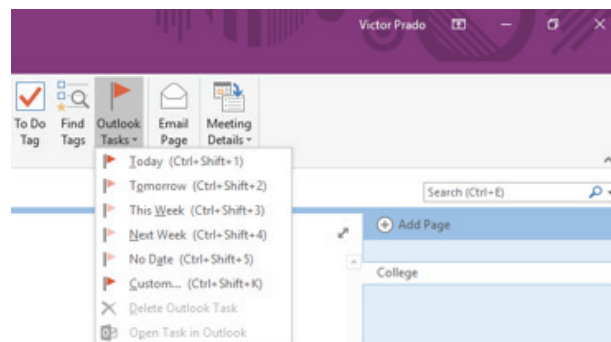 Victor Prado
To Do
Tag
Find
Tags
Outlook
Tasks
Email
Page
Meeting
Details
Today (Ctrl+Shift+1)
Tomorrow (Ctrl+Shift+2)
This Week (Ctrl+Shift+3)
Next Week (Ctrl+Shift+4)
No Date (Ctrl+Shift+5)
Custom... (Ctrl+Shift+K)
Delete Outlook Task
Open Task in Outlook
Search (Ctrl+E)
Add Page
College